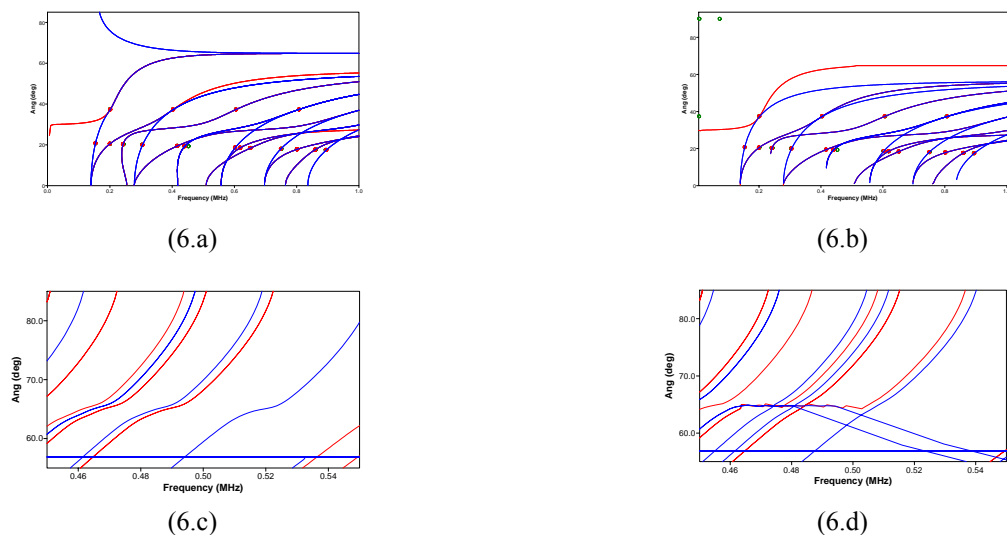 80
60
40
20
0
Ang (deg)
0.0 0.2 0.4 0.6 0.8 1.0
Frequency (MHz)
(6.a)
80
60
40
20
0
Ang (deg)
0.2 0.4 0.6 0.8 1.0
Frequency (MHz)
(6.b)
80.0
70.0
60.0
Ang (deg)
0.46 0.48 0.50 0.52 0.54
Frequency (MHz)
(6.c)
80.0
70.0
60.0
Ang (deg)
0.46 0.48 0.50 0.52 0.54
Frequency (MHz)
(6.d)